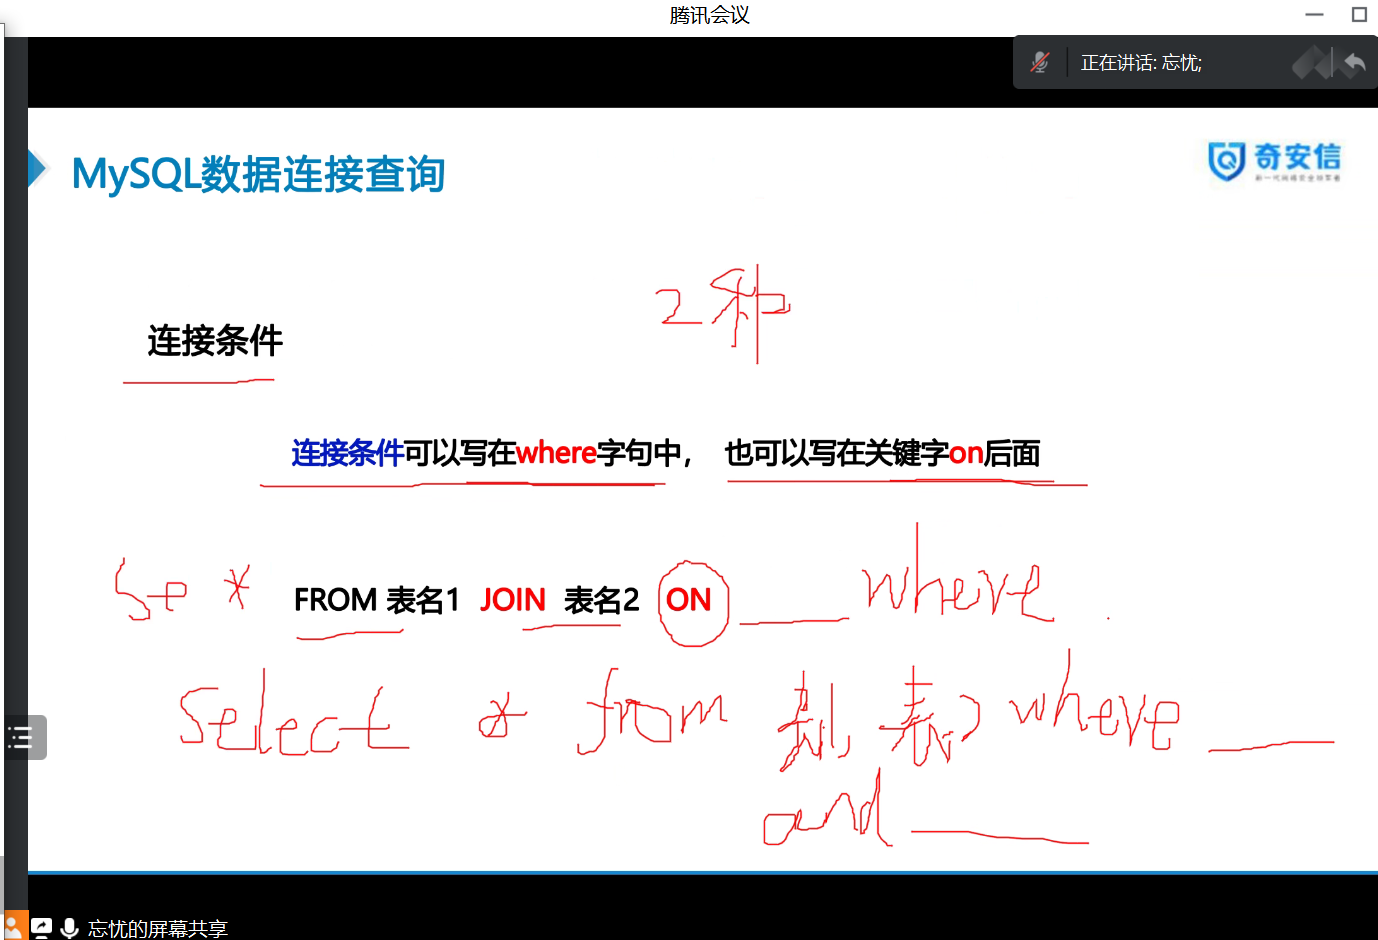 腾讯会议
正在讲话: 忘忧;
MySQL数据连接查询
奇安信
2种
连接条件
连接条件可以写在where字句中， 也可以写在关键字on后面
Se * FROM 表名1 JOIN 表名2 ON where
Select * from 表1, 表2 where
and
忘忧的屏幕共享